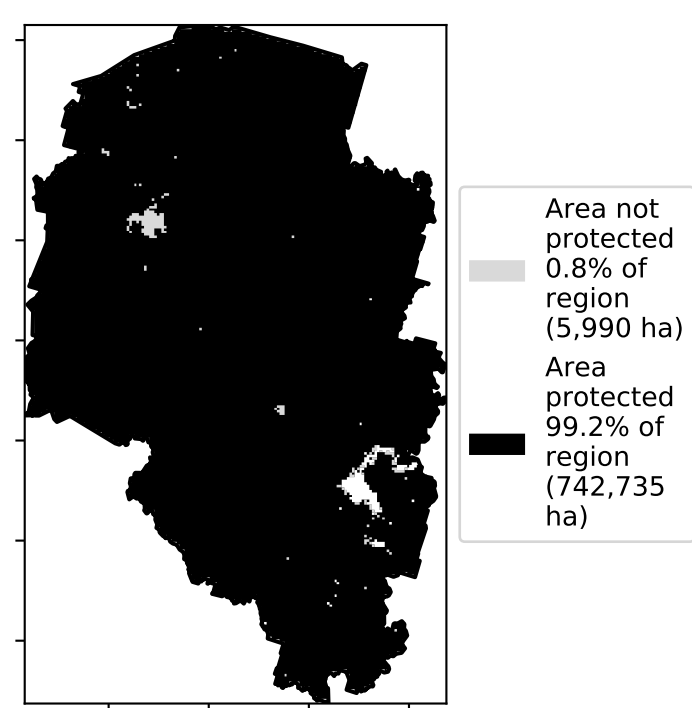 Area not
protected
0.8% of
region
(5,990 ha)
Area
protected
99.2% of
region
(742,735
ha)